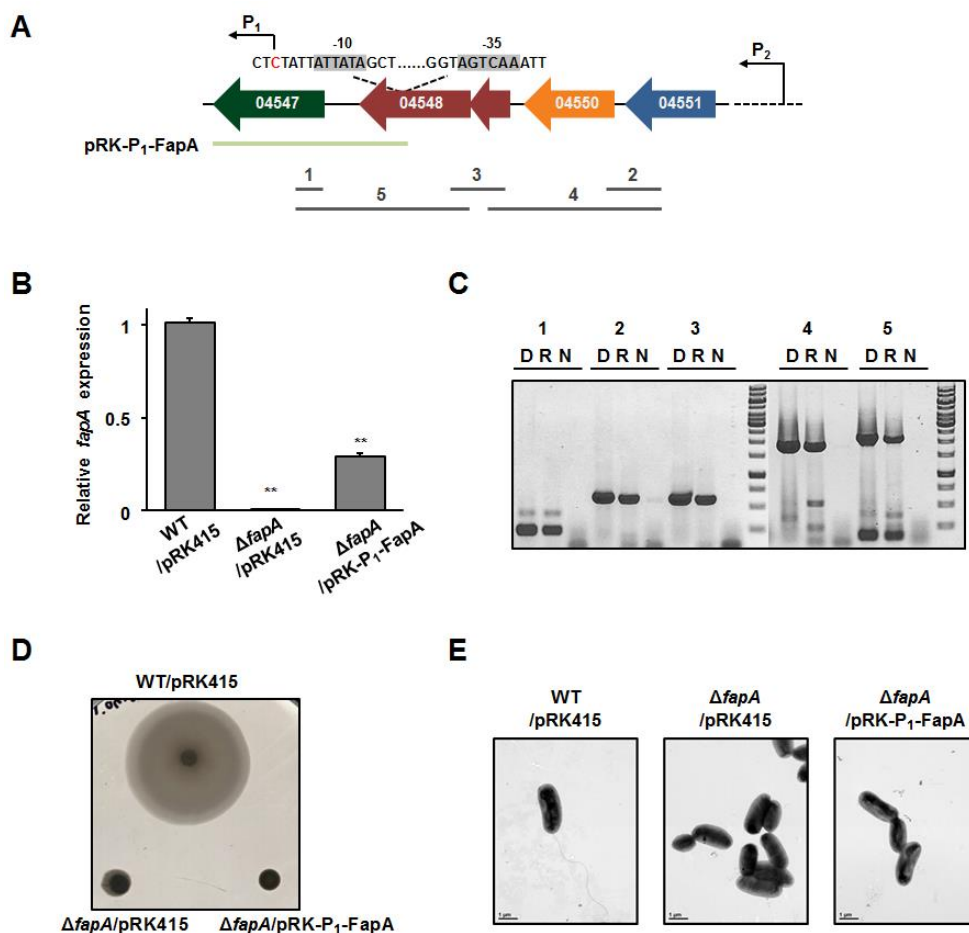 A
P1
P2
-10
-35
CTCTATTATTATAGCT......GGTAGTCAAAATT
04547
04548
04550
04551
pRK-P1-FapA
1
3
2
5
4
B
Relative fapA expression
1
0.5
0
**
**
WT
/pRK415
ΔfapA
/pRK415
ΔfapA
/pRK-P1-FapA
C
1 2 3 4 5
D R N D R N D R N D R N D R N
D
WT/pRK415
ΔfapA/pRK415 ΔfapA/pRK-P1-FapA
E
WT
/pRK415
ΔfapA
/pRK415
ΔfapA
/pRK-P1-FapA
1 µm
1 µm
1 µm